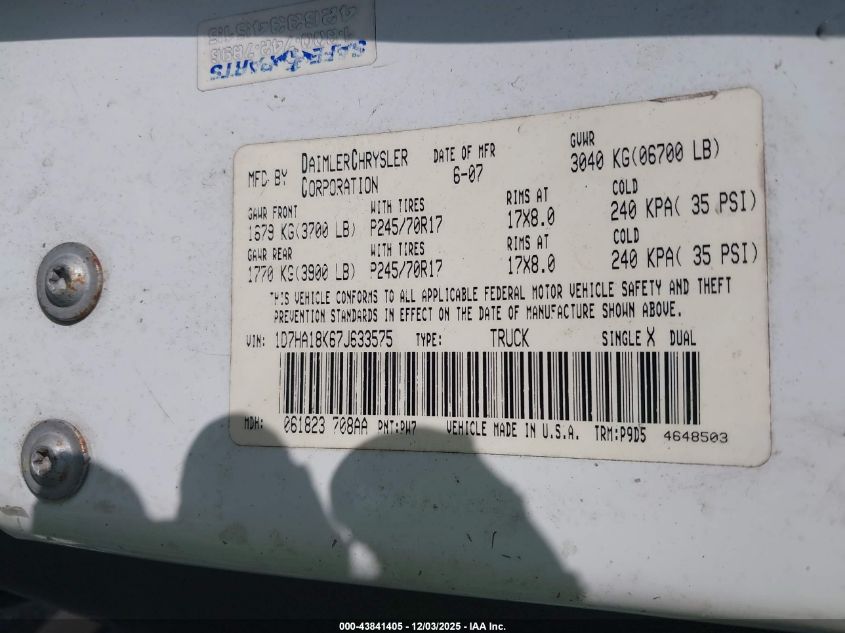 SAFE PARTS
MFD BY DAIMLERCHRYSLER CORPORATION DATE OF MFR 6-07 GVWR 3040 KG(06700 LB)
GAWR FRONT WITH TIRES RIMS AT COLD
1679 KG(3700 LB) P245/70R17 17X8.0 240 KPA( 35 PSI)
GAWR REAR WITH TIRES RIMS AT COLD
1770 KG(3900 LB) P245/70R17 17X8.0 240 KPA( 35 PSI)
THIS VEHICLE CONFORMS TO ALL APPLICABLE FEDERAL MOTOR VEHICLE SAFETY AND THEFT
PREVENTION STANDARDS IN EFFECT ON THE DATE OF MANUFACTURE SHOWN ABOVE.
VIN: 1D7HA18K67J633575 TYPE: TRUCK SINGLE X DUAL
MDH: 061823 708AA PNT:PW7 VEHICLE MADE IN U.S.A. TRM:P9D5 4648503
000-43841405 - 12/03/2025 - IAA Inc.